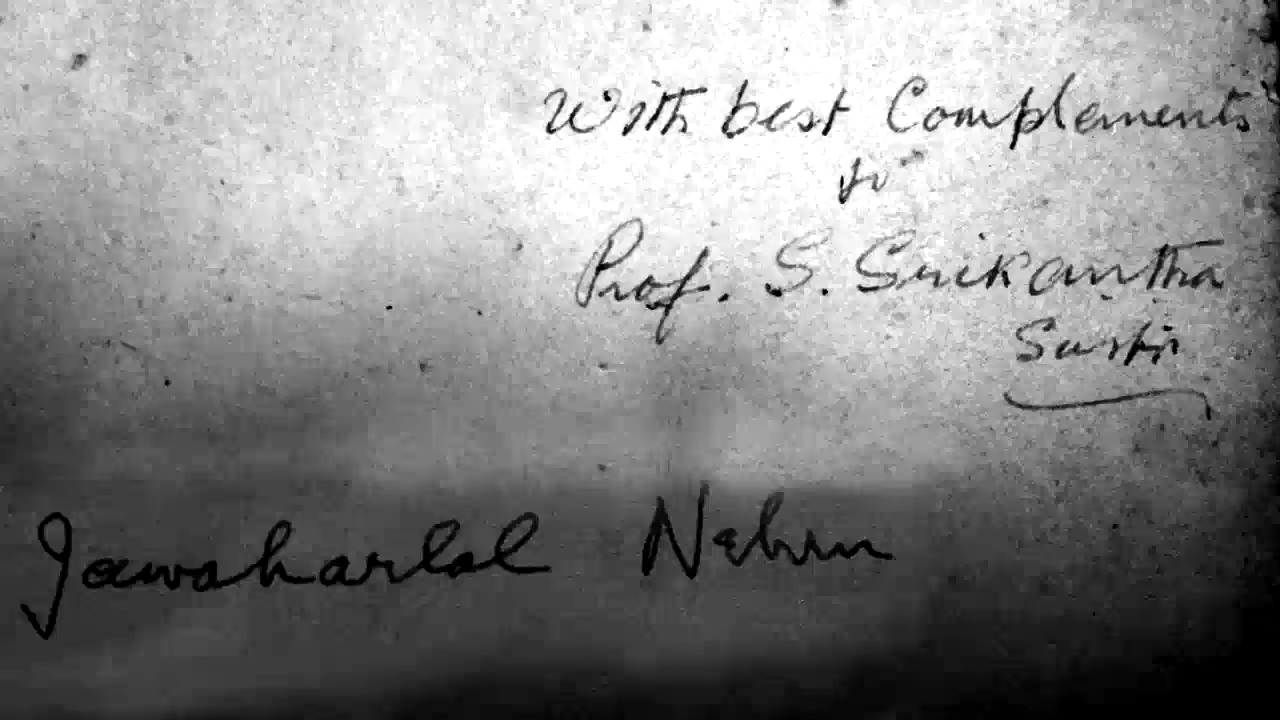 With best Complements
to
Prof. S. Srikantha
Sastri
Jawaharlal Nehru